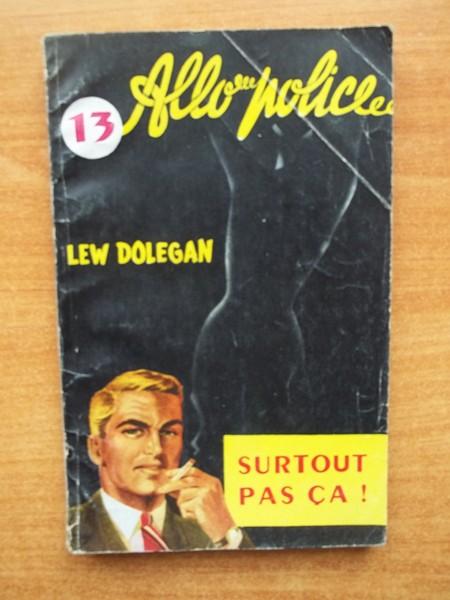 Allo... police...
13
LEW DOLEGAN
SURTOUT
PAS ÇA !